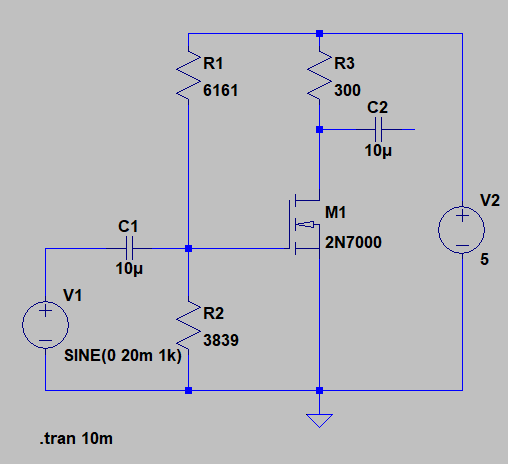 R1
6161
R3
300
C2
10µ
M1
2N7000
V2
5
C1
10µ
V1
SINE(0 20m 1k)
R2
3839
.tran 10m